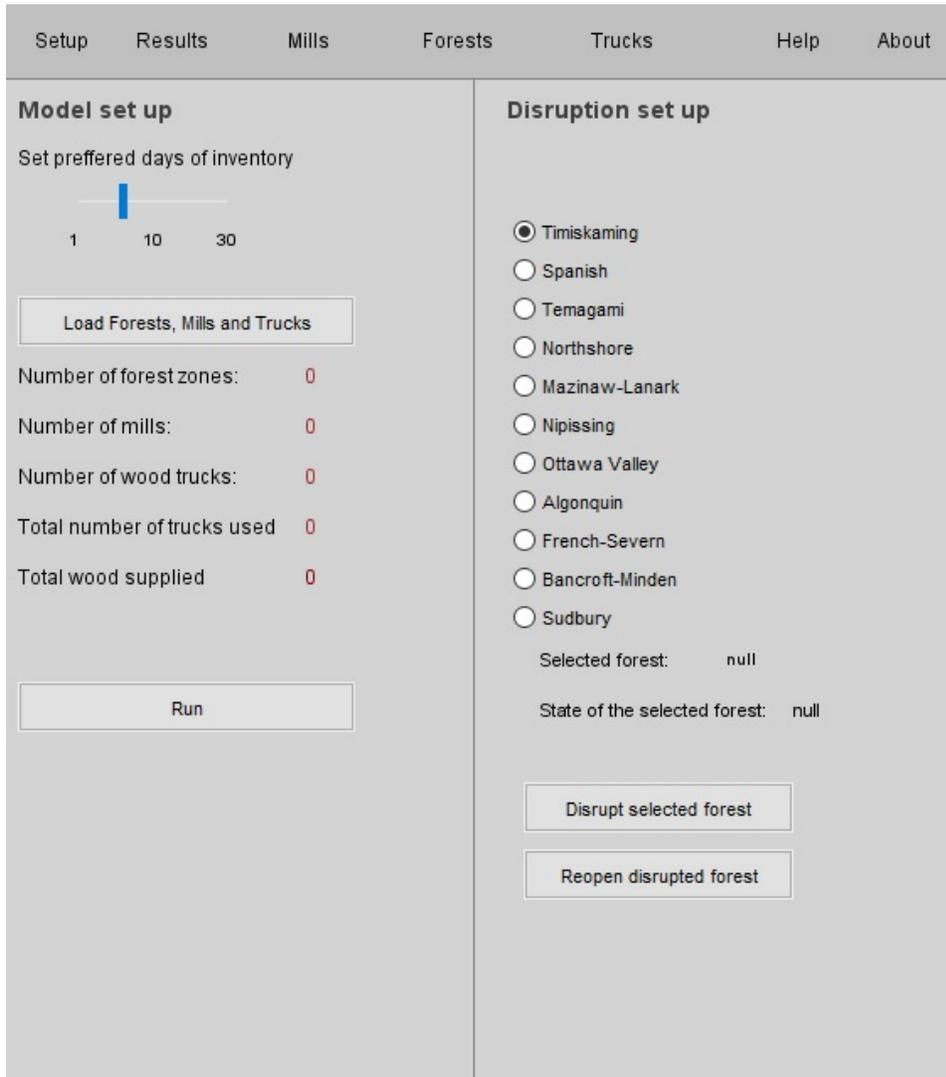 Setup Results Mills Forests Trucks Help About
Model set up
Set preffered days of inventory
1 10 30
Load Forests, Mills and Trucks
Number of forest zones: 0
Number of mills: 0
Number of wood trucks: 0
Total number of trucks used 0
Total wood supplied 0
Run
Disruption set up
Timiskaming
Spanish
Temagami
Northshore
Mazinaw-Lanark
Nipissing
Ottawa Valley
Algonquin
French-Severn
Bancroft-Minden
Sudbury
Selected forest: null
State of the selected forest: null
Disrupt selected forest
Reopen disrupted forest